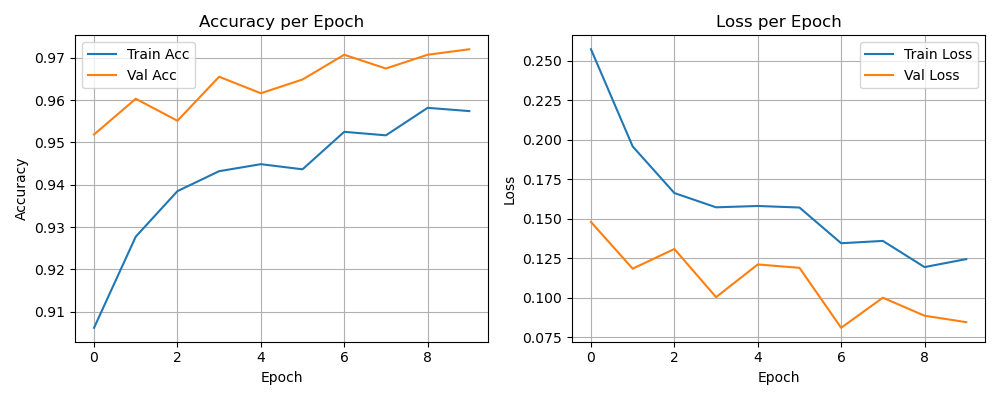 Accuracy per Epoch
Train Acc
Val Acc
0.97
0.96
0.95
0.94
0.93
0.92
0.91
Accuracy
0 2 4 6 8
Epoch
Loss per Epoch
Train Loss
Val Loss
0.250
0.225
0.200
0.175
0.150
0.125
0.100
0.075
Loss
0 2 4 6 8
Epoch